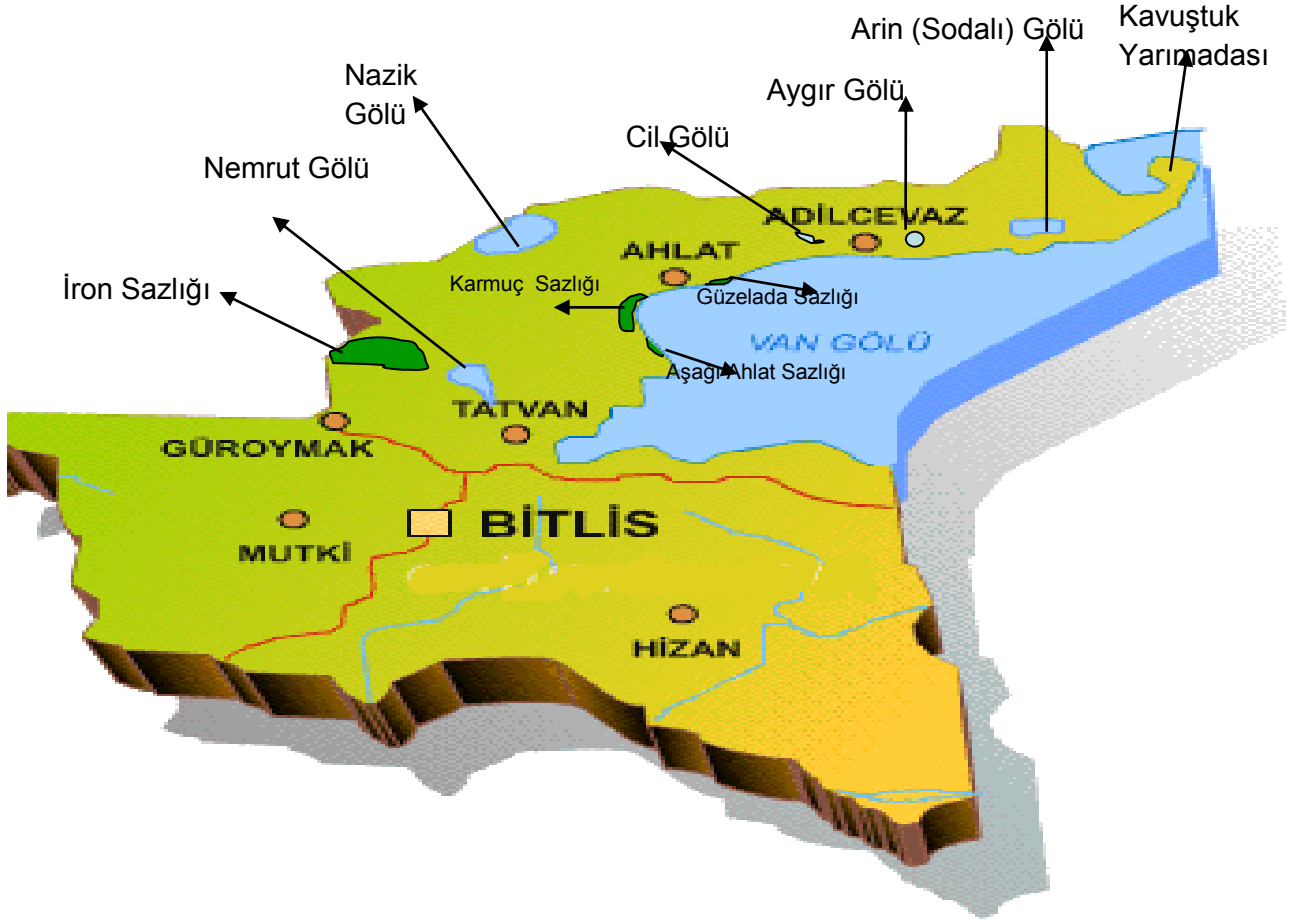 Kavuştuk
Yarımadası
Arin (Sodalı) Gölü
Nazik
Gölü
Aygır Gölü
Cil Gölü
Nemrut Gölü
ADİLCEVAZ
AHLAT
İron Sazlığı
Karmuç Sazlığı
Güzelada Sazlığı
VAN GÖLÜ
Aşagı Ahlat Sazlığı
TATVAN
GÜROYMAK
BİTLİS
MUTKİ
HİZAN